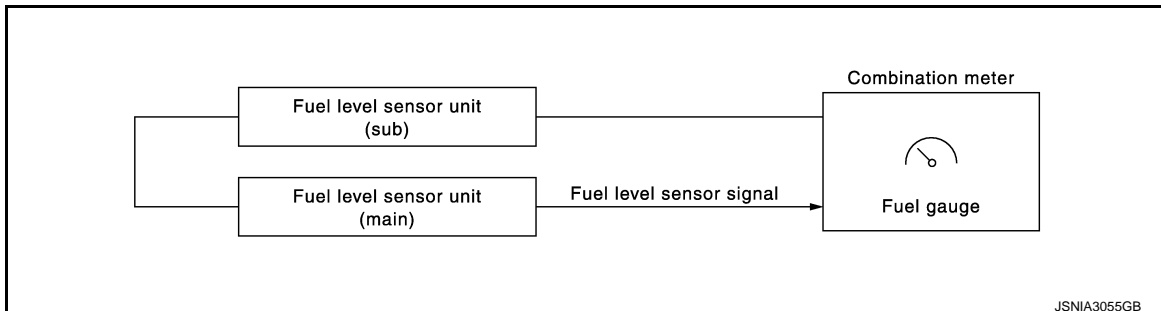 Combination meter
Fuel level sensor unit
(sub)
Fuel level sensor unit
(main)
Fuel level sensor signal
Fuel gauge
JSNIA3055GB